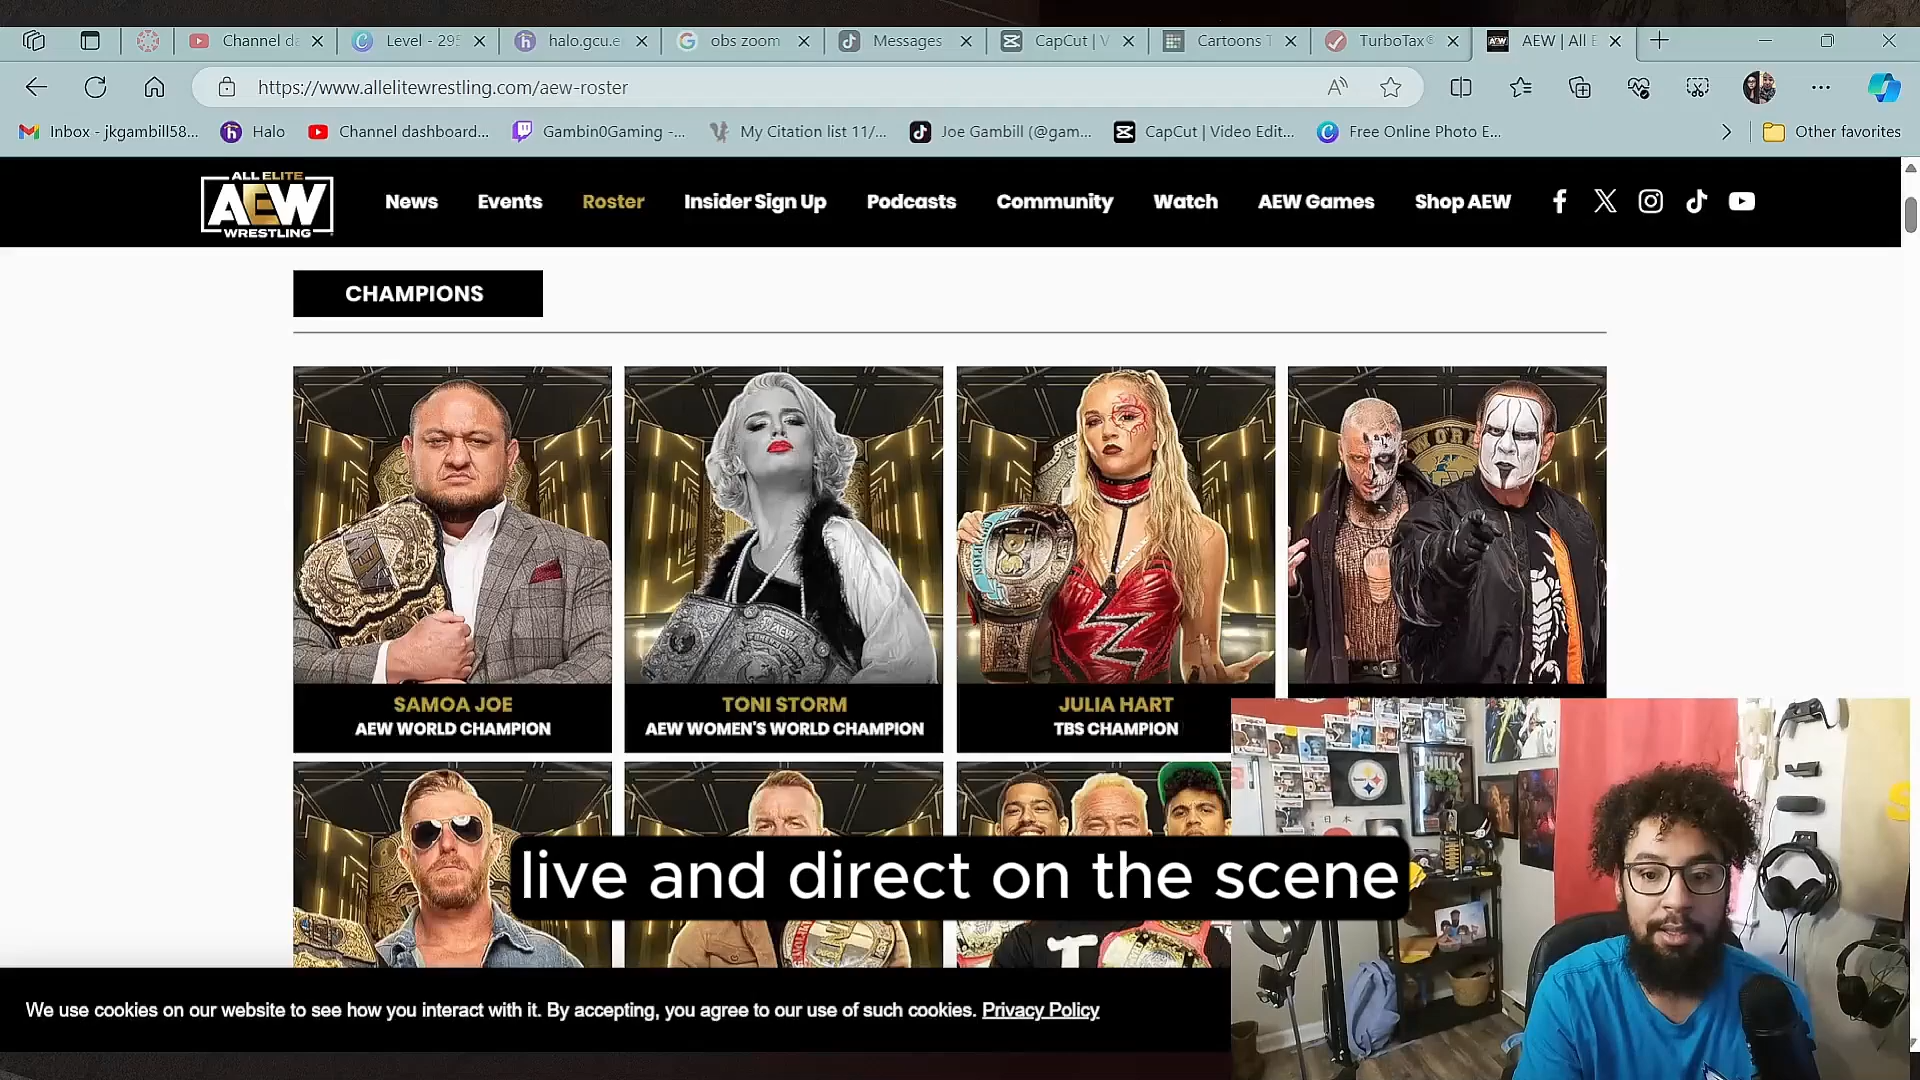 Channel da
Level - 295
halo.gcu.e
obs zoom
Messages
CapCut | V
Cartoons T
TurboTax®
AEW | All E
https://www.allelitewrestling.com/aew-roster
Inbox - jkgambill58...
Halo
Channel dashboard...
Gambin0Gaming -...
My Citation list 11/...
Joe Gambill (@gam...
CapCut | Video Edit...
Free Online Photo E...
Other favorites
ALL ELITE
AEW
WRESTLING
News
Events
Roster
Insider Sign Up
Podcasts
Community
Watch
AEW Games
Shop AEW
CHAMPIONS
SAMOA JOE
AEW WORLD CHAMPION
TONI STORM
AEW WOMEN'S WORLD CHAMPION
JULIA HART
TBS CHAMPION
live and direct on the scene
We use cookies on our website to see how you interact with it. By accepting, you agree to our use of such cookies. Privacy Policy